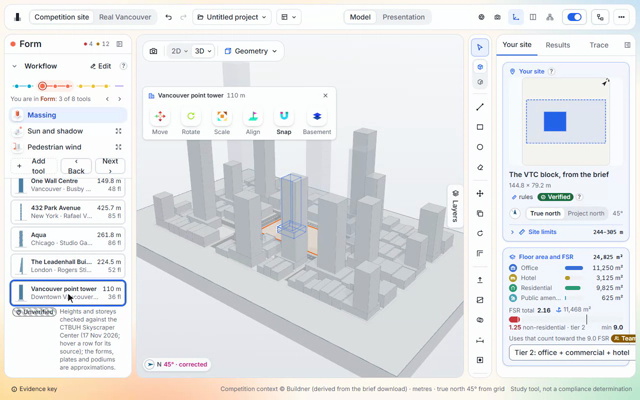 Competition site
Real Vancouver
Untitled project
Model
Presentation
Form
4
12
Workflow
Edit
?
You are in Form: 3 of 8 tools
Massing
Sun and shadow
Pedestrian wind
+ Add tool
‹ Back
Next ›
One Wall Centre
149.8 m
Vancouver · Busby ...
48 fl
432 Park Avenue
425.7 m
New York · Rafael V...
85 fl
Aqua
261.8 m
Chicago · Studio Ga...
86 fl
The Leadenhall Bui...
224.5 m
London · Rogers Sti...
52 fl
Vancouver point tower
110 m
Downtown Vancouver...
36 fl
Unverified
Heights and storeys checked against the CTBUH Skyscraper Center (17 Nov 2026; hover a row for its source); the forms, plates and podiums are approximations.
2D
3D
Geometry
Vancouver point tower 110 m
Move
Rotate
Scale
Align
Snap
Basement
Layers
N 45° · corrected
Your site
Results
Trace
Your site ?
The VTC block, from the brief
144.8 × 79.2 m
rules
Verified
?
True north
Project north
45°
Site limits
244-305 m
Floor area and FSR
24,825 m²
Office
11,250 m²
Hotel
3,125 m²
Residential
9,825 m²
Public amen...
625 m²
FSR total 2.16
11,468 m²
1.25 non-residential · tier 2
min 9.0
Uses that count toward the 9.0 FSR
Team
Tier 2: office + commercial + hotel
Evidence key
Competition context © Buildner (derived from the brief download) · metres · true north 45° from grid
Study tool, not a compliance determination